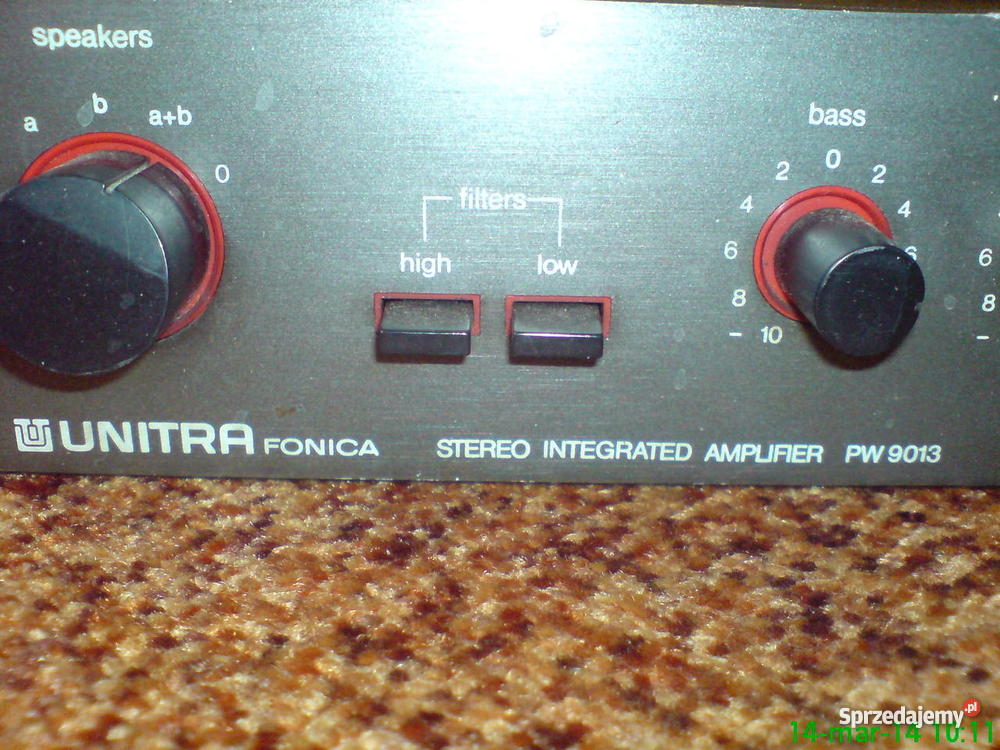 speakers
a b a+b 0
filters
high low
bass
2 0 2
4 4
6 6 6
8 8
- 10 -
UNITRA FONICA STEREO INTEGRATED AMPLIFIER PW 9013
Sprzedajemy.pl
14-mar-14 10:11